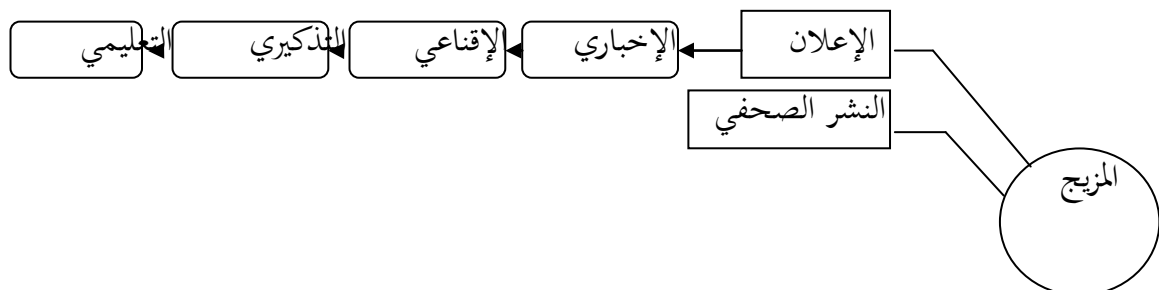 الإعلان
الإخباري
الإقناعي
التذكيري
التعليمي
النشر الصحفي
المزيج